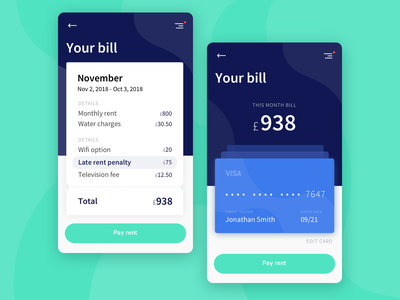 Your bill
November
Nov 2, 2018 - Oct 3, 2018
DETAILS
Monthly rent £800
Water charges £30.50
DETAILS
Wifi option £20
Late rent penalty £75
Television fee £12.50
Total £938
Pay rent
Your bill
THIS MONTH BILL
£938
VISA
7647
Jonathan Smith 09/21
EDIT CARD
Pay rent